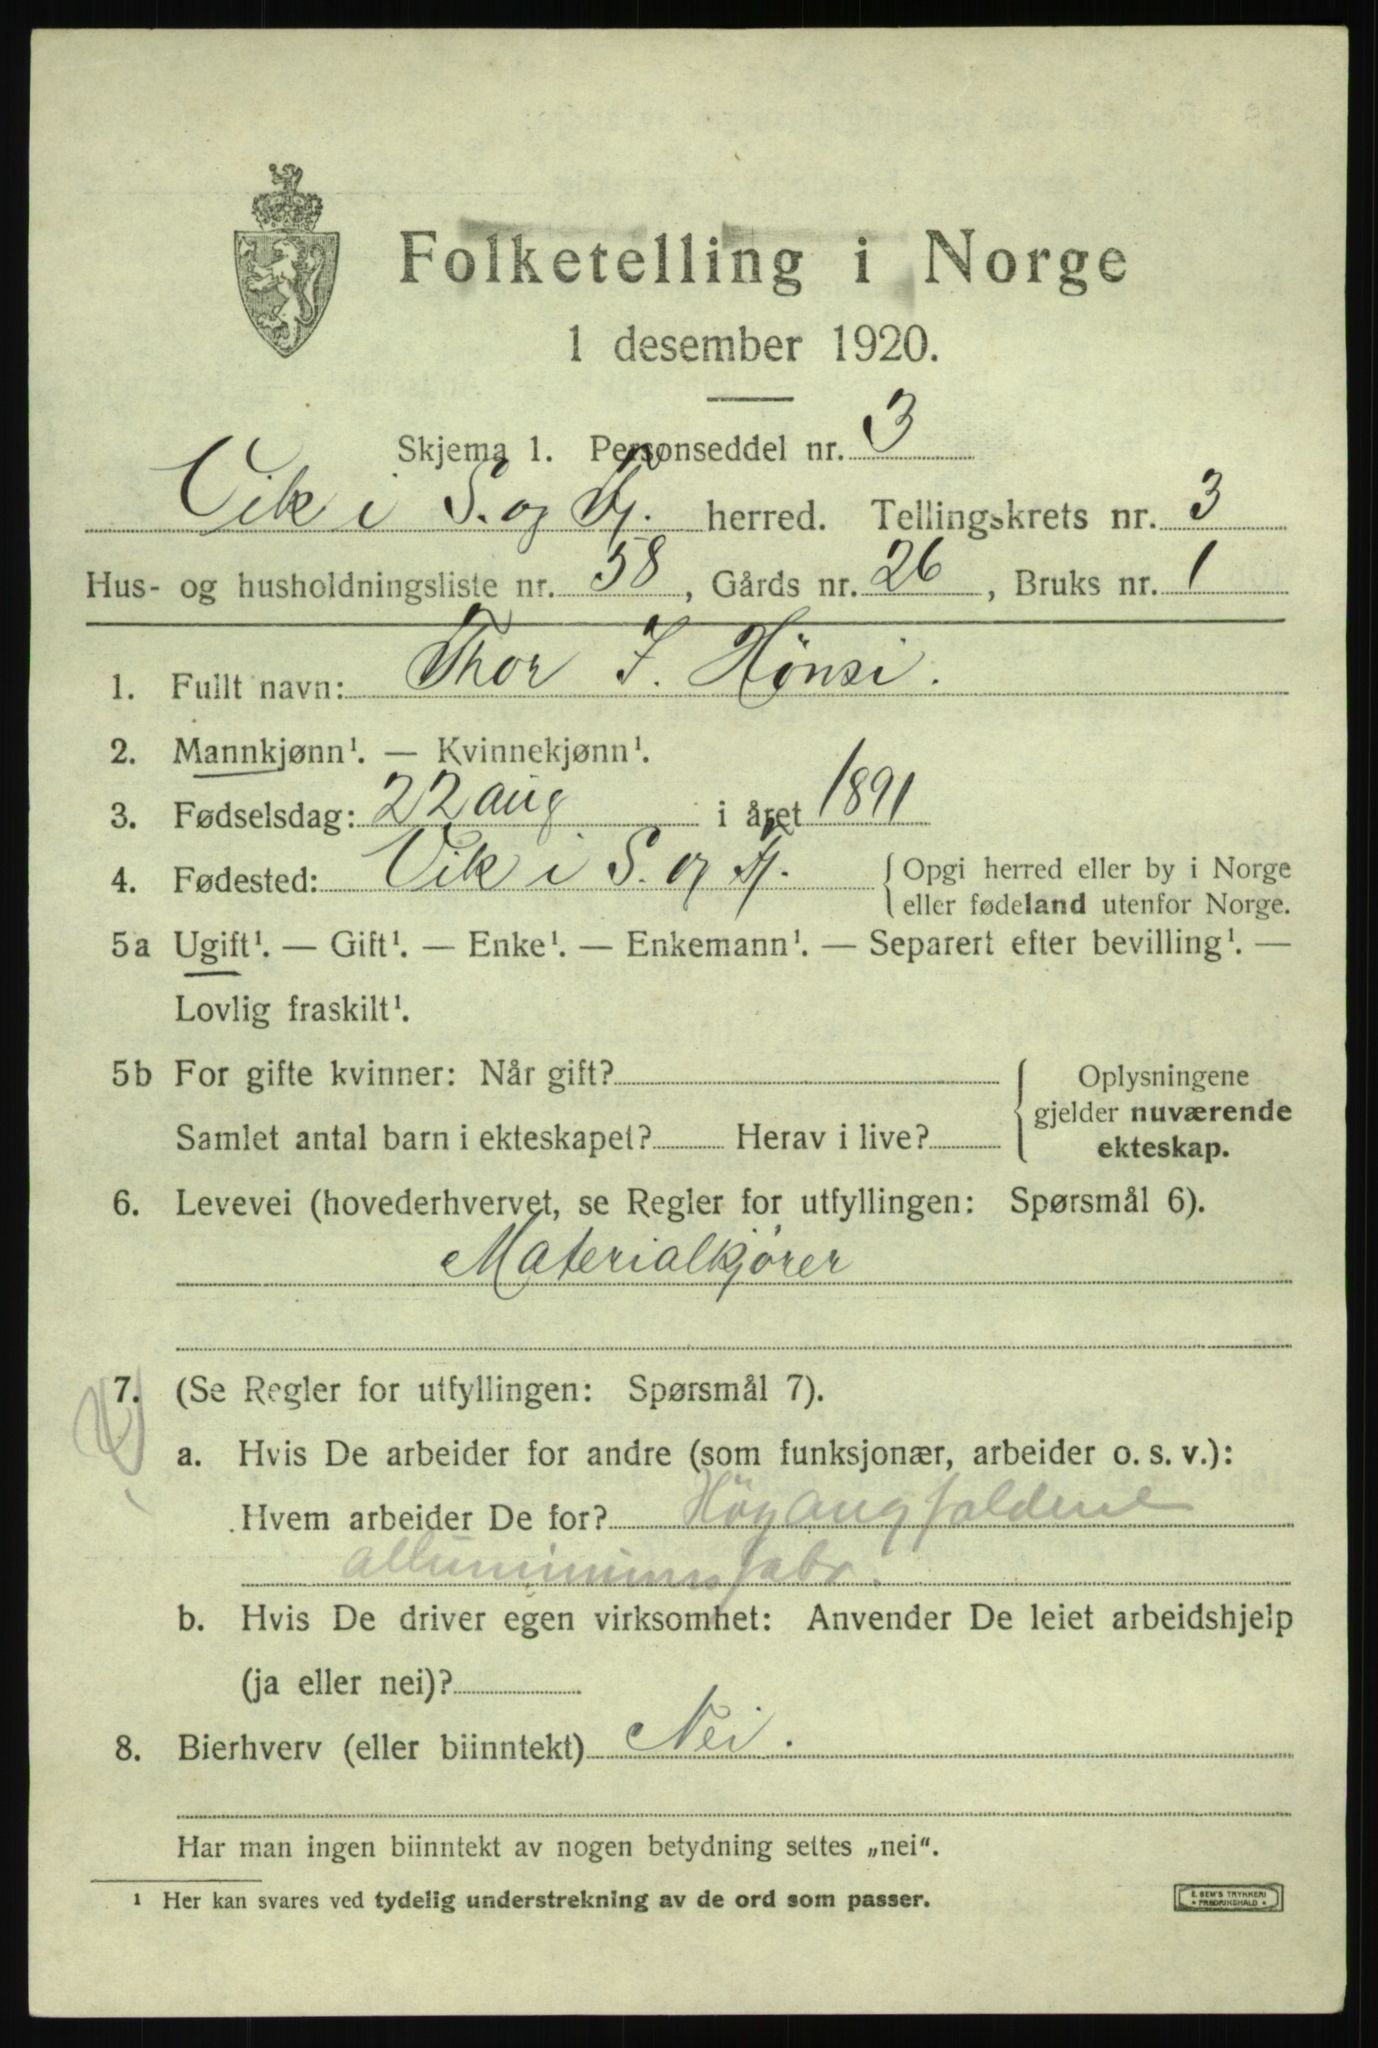 Folketelling i Norge
1 desember 1920.
Skjema 1. Personseddel nr. 3
Vik i S. og Fj. herred. Tellingskrets nr. 3
Hus- og husholdningsliste nr. 58, Gårds nr. 26, Bruks nr. 1
1. Fullt navn: Thor I. Hönsi.
2. Mannkjønn¹. — Kvinnekjønn¹.
3. Fødselsdag: 22 aug i året 1891
4. Fødested: Vik i S. og Fj. { Opgi herred eller by i Norge
eller fødeland utenfor Norge.
5a Ugift¹. — Gift¹. — Enke¹. — Enkemann¹. — Separert efter bevilling¹. —
Lovlig fraskilt¹.
5b For gifte kvinner: Når gift? { Oplysningene
gjelder nuværende
Samlet antal barn i ekteskapet? Herav i live?
ekteskap.
6. Levevei (hovederhvervet, se Regler for utfyllingen: Spørsmål 6).
Materialkjører
7. (Se Regler for utfyllingen: Spørsmål 7).
a. Hvis De arbeider for andre (som funksjonær, arbeider o. s. v.):
Hvem arbeider De for?
b. Hvis De driver egen virksomhet: Anvender De leiet arbeidshjelp
(ja eller nei)?
8. Bierhverv (eller biinntekt) Nei.
Har man ingen biinntekt av nogen betydning settes „nei“.
¹ Her kan svares ved tydelig understrekning av de ord som passer.
E. SEM'S TRYKKERI
FREDRIKSHALD